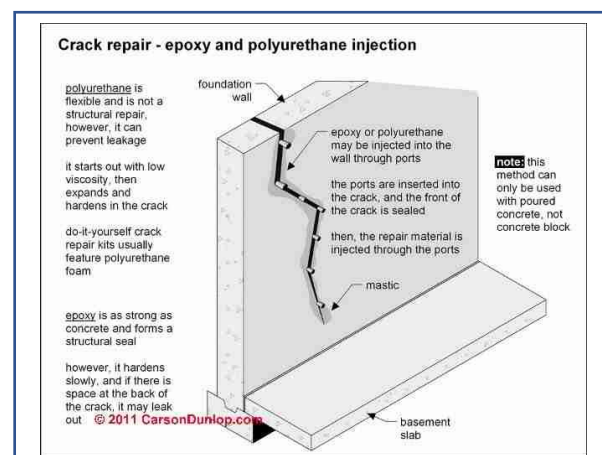 Crack repair - epoxy and polyurethane injection
polyurethane is
flexible and is not a
structural repair,
however, it can
prevent leakage
it starts out with low
viscosity, then
expands and
hardens in the crack
do-it-yourself crack
repair kits usually
feature polyurethane
foam
epoxy is as strong as
concrete and forms a
structural seal
however, it hardens
slowly, and if there is
space at the back of
the crack, it may leak
out
© 2011 CarsonDunlop.com
foundation
wall
epoxy or polyurethane
may be injected into the
wall through ports
the ports are inserted into
the crack, and the front of
the crack is sealed
then, the repair material is
injected through the ports
mastic
note: this
method can
only be used
with poured
concrete, not
concrete block
basement
slab